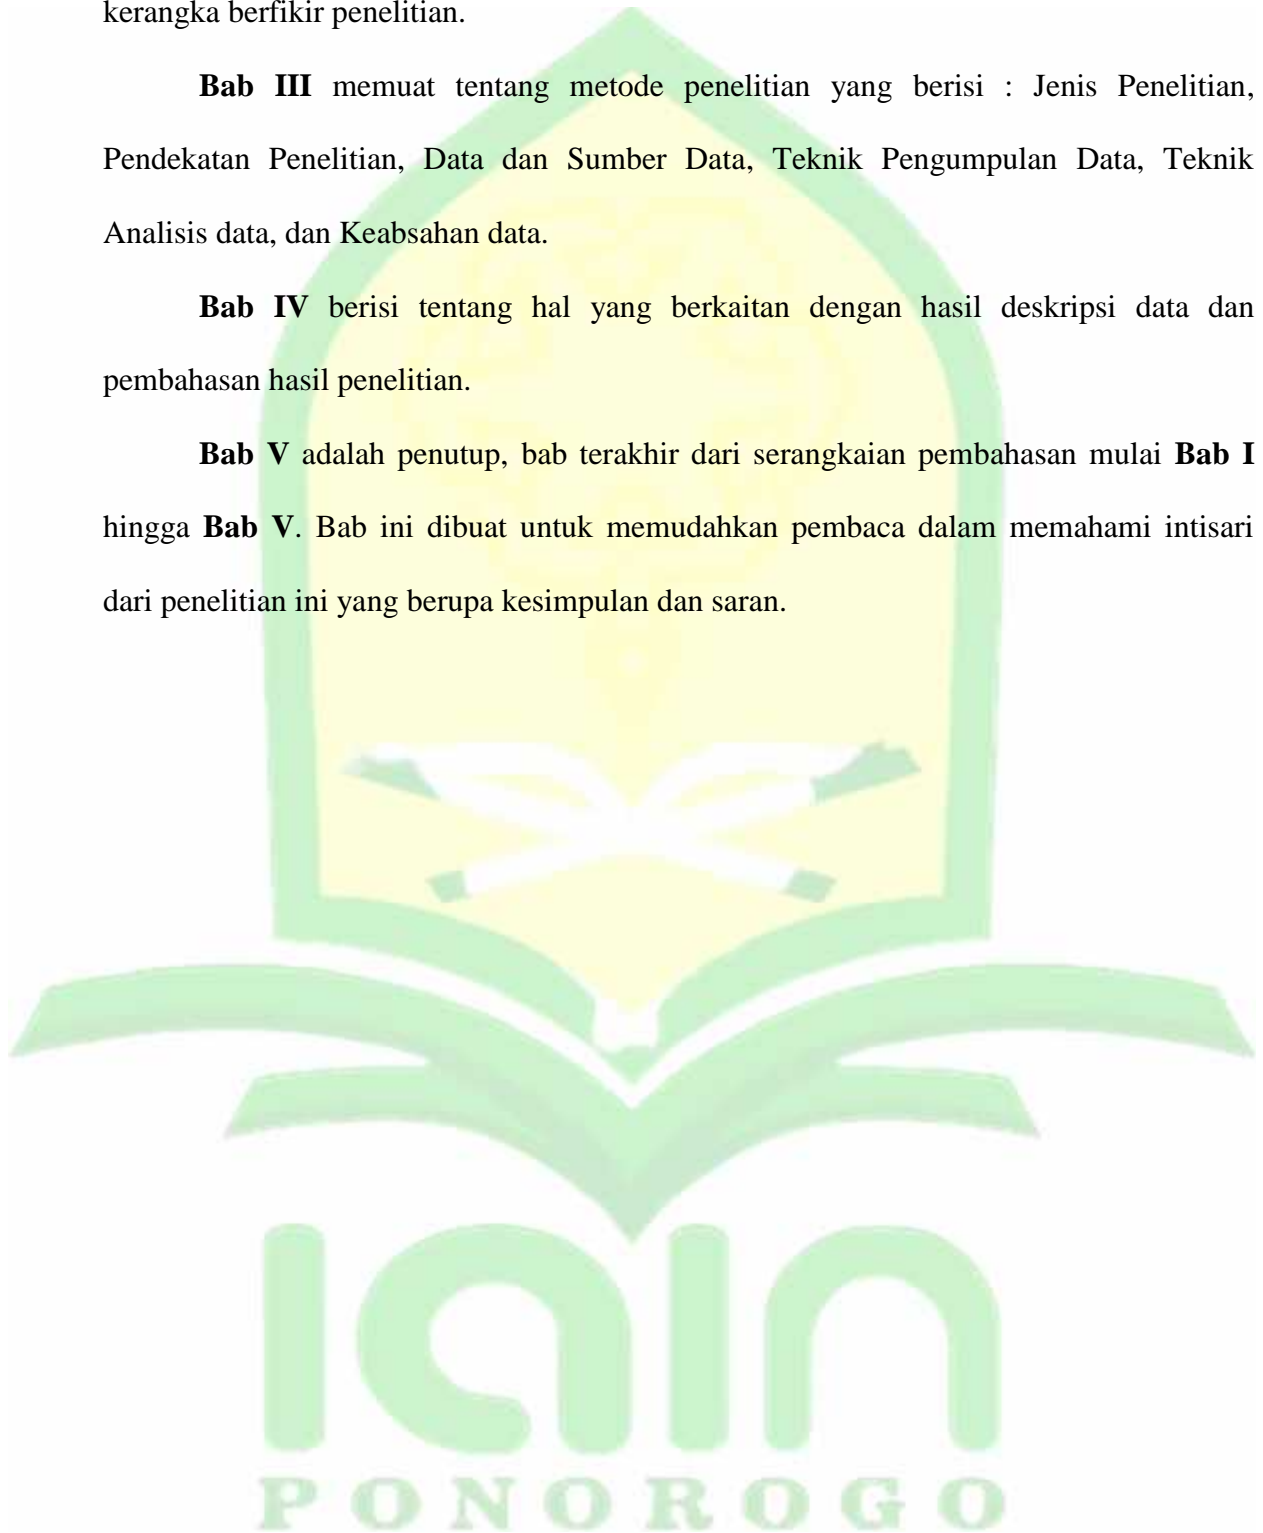 kerangka berfikir penelitian.
Bab III memuat tentang metode penelitian yang berisi : Jenis Penelitian,
Pendekatan Penelitian, Data dan Sumber Data, Teknik Pengumpulan Data, Teknik
Analisis data, dan Keabsahan data.
Bab IV berisi tentang hal yang berkaitan dengan hasil deskripsi data dan
pembahasan hasil penelitian.
Bab V adalah penutup, bab terakhir dari serangkaian pembahasan mulai Bab I
hingga Bab V. Bab ini dibuat untuk memudahkan pembaca dalam memahami intisari
dari penelitian ini yang berupa kesimpulan dan saran.
IAIN
PONOROGO